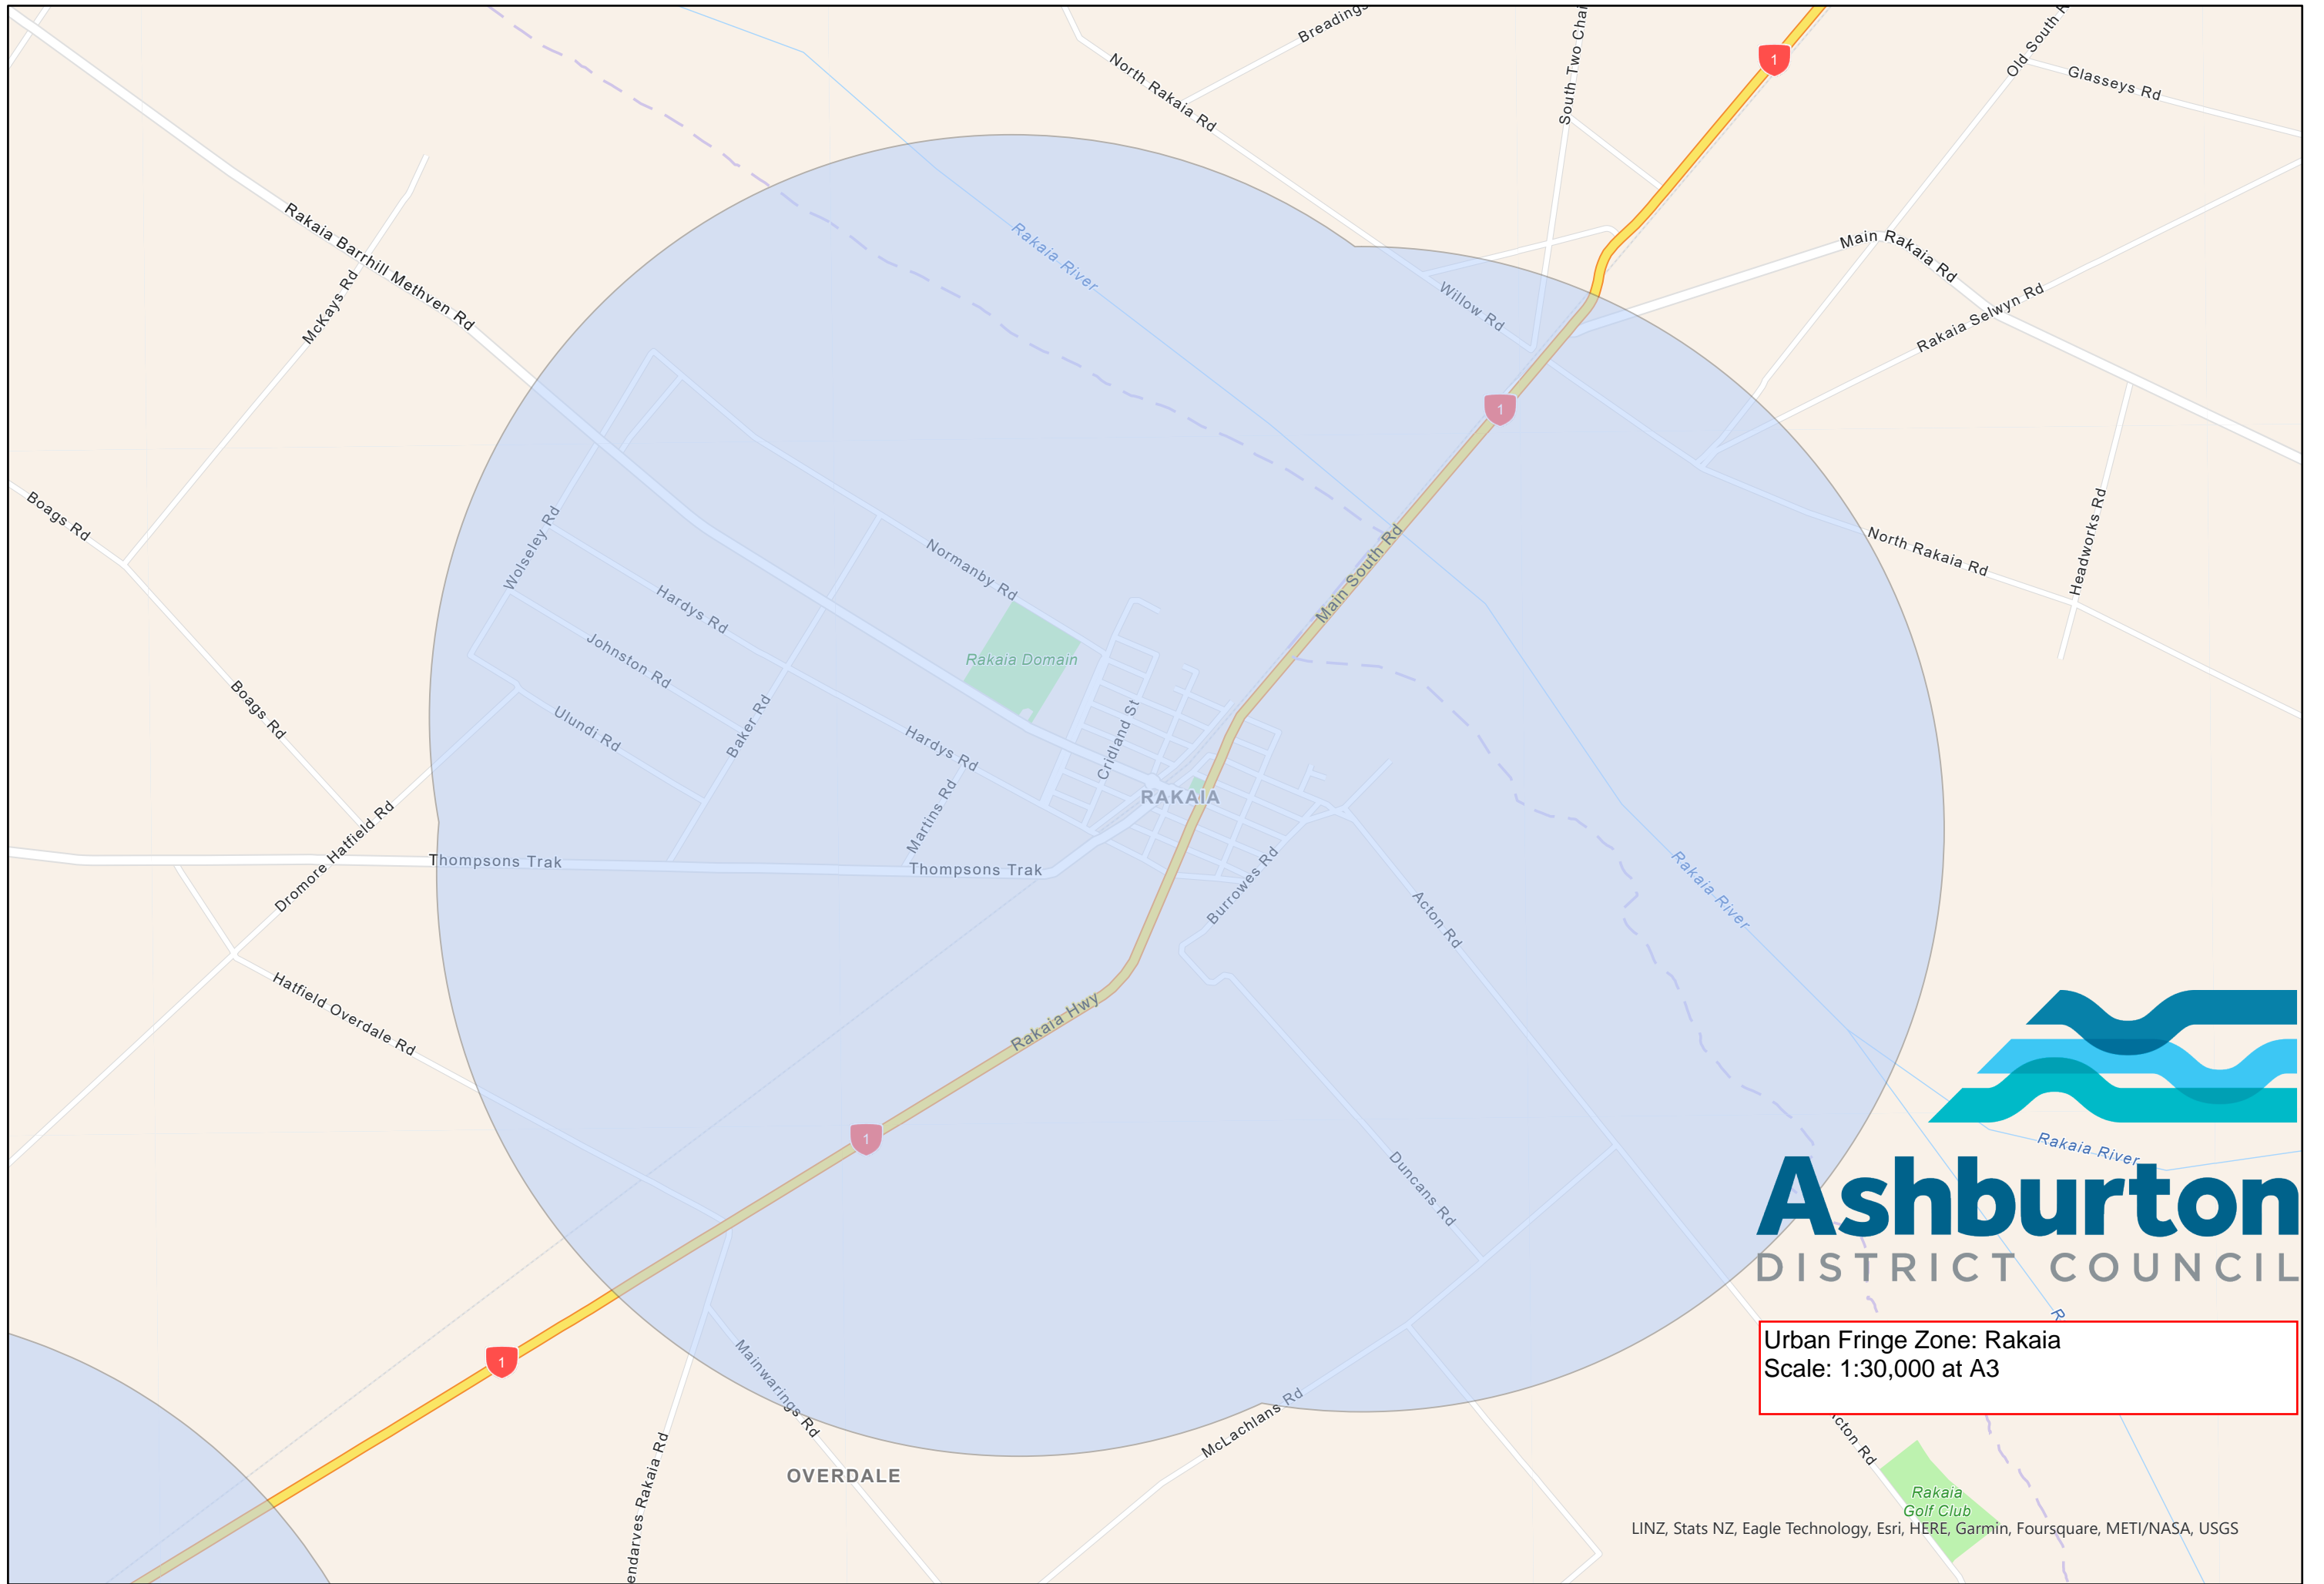 Breadings
South Two Chai
Old South R
1
North Rakaia Rd
Glasseys Rd
Rakaia Barrhill Methven Rd
McKays Rd
Rakaia River
Main Rakaia Rd
Willow Rd
Rakaia Selwyn Rd
1
Boags Rd
Wolseley Rd
Normanby Rd
Main South Rd
North Rakaia Rd
Headworks Rd
Hardys Rd
Johnston Rd
Rakaia Domain
Boags Rd
Ulundi Rd
Baker Rd
Hardys Rd
Cridland St
Martins Rd
RAKAIA
Dromore Hatfield Rd
Thompsons Trak
Thompsons Trak
Burrowes Rd
Acton Rd
Rakaia River
Hatfield Overdale Rd
Rakaia Hwy
1
Duncans Rd
Rakaia River
Ashburton
DISTRICT COUNCIL
R
1
Mainwarings Rd
McLachlans Rd
Urban Fringe Zone: Rakaia
Scale: 1:30,000 at A3
OVERDALE
endarves Rakaia Rd
cton Rd
Rakaia
Golf Club
LINZ, Stats NZ, Eagle Technology, Esri, HERE, Garmin, Foursquare, METI/NASA, USGS